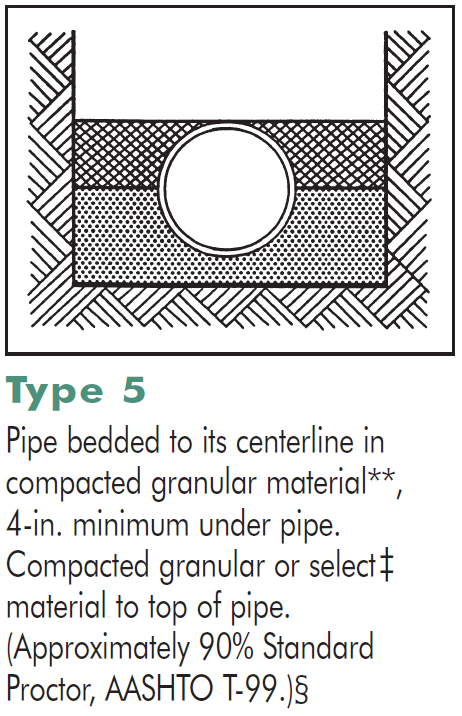 Type 5
Pipe bedded to its centerline in
compacted granular material**,
4-in. minimum under pipe.
Compacted granular or select‡
material to top of pipe.
(Approximately 90% Standard
Proctor, AASHTO T-99.)§